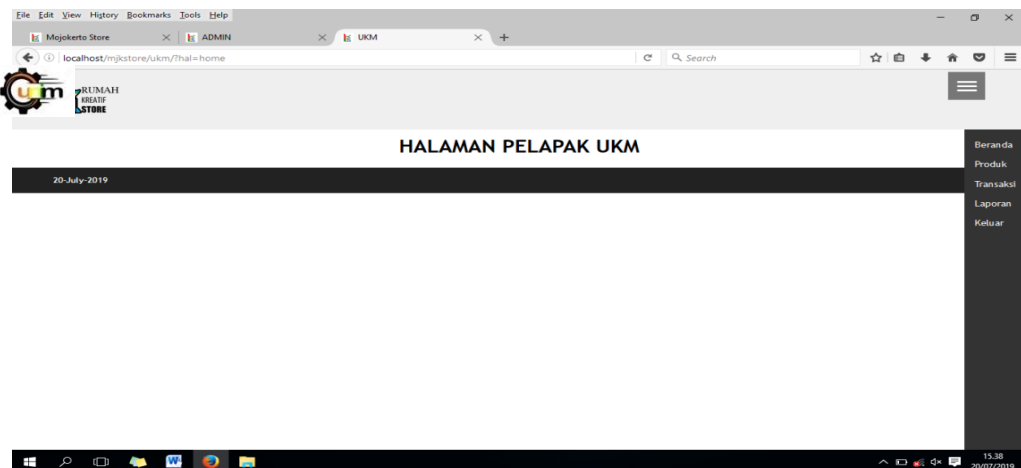 File Edit View History Bookmarks Tools Help
Mojokerto Store ADMIN UKM
localhost/mjkstore/ukm/?hal=home Search
um
RUMAH
KREATIF
STORE
HALAMAN PELAPAK UKM
20-July-2019
Beranda
Produk
Transaksi
Laporan
Keluar
15.38
20/07/2019